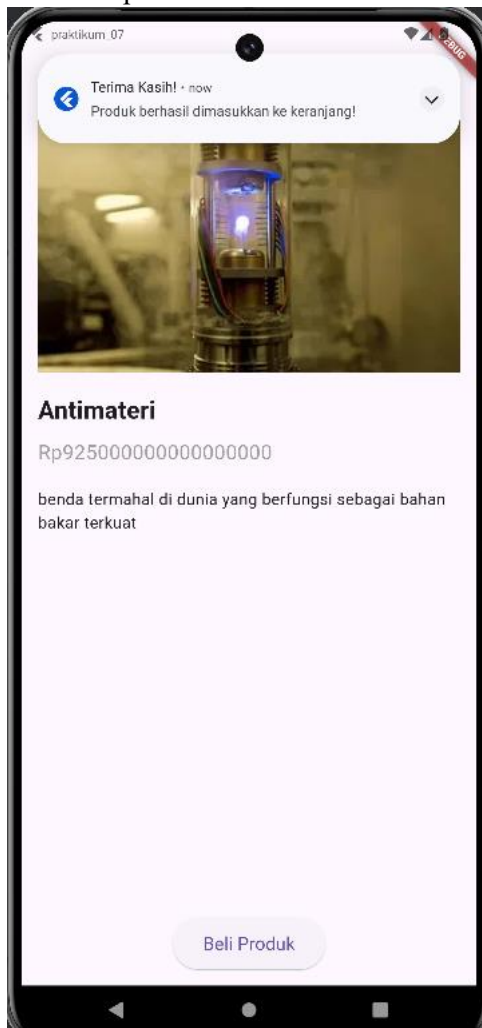 praktikum_07
DEBUG
Terima Kasih! • now
Produk berhasil dimasukkan ke keranjang!
Antimateri
Rp925000000000000000
benda termahal di dunia yang berfungsi sebagai bahan
bakar terkuat
Beli Produk